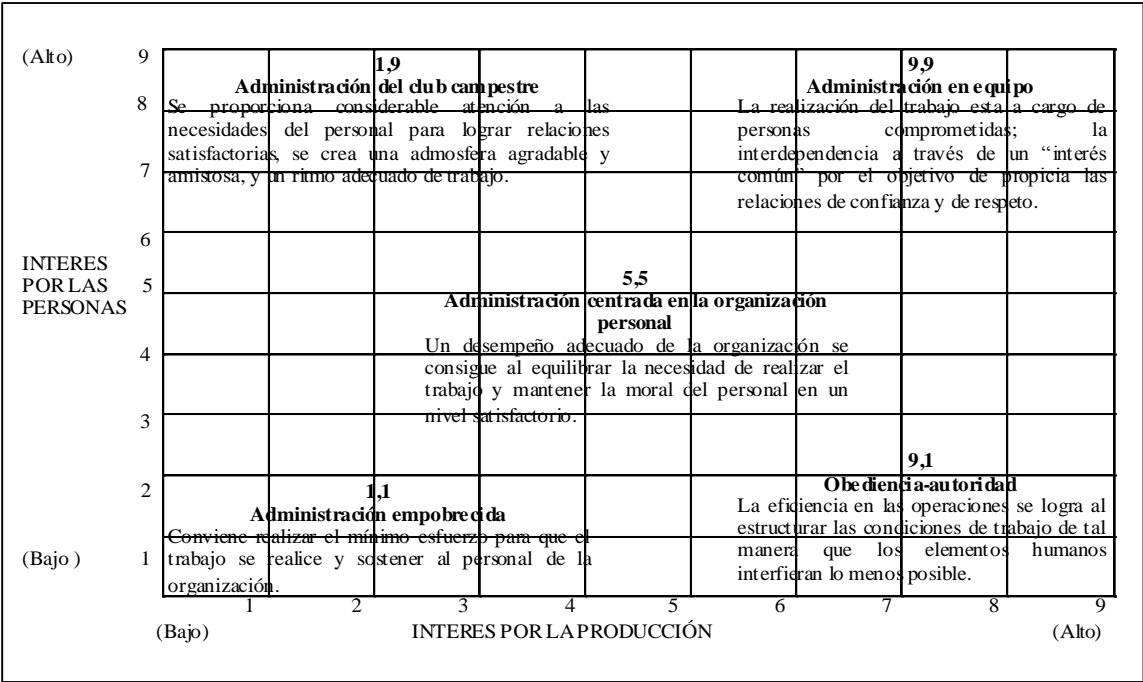 (Alto)
9
8
7
6
5
4
3
2
1
(Bajo )
INTERES
POR LAS
PERSONAS
1,9
Administración del club campestre
Se proporciona considerable atención a las
necesidades del personal para lograr relaciones
satisfactorias, se crea una admosfera agradable y
amistosa, y un ritmo adecuado de trabajo.
9,9
Administración en equipo
La realización del trabajo esta a cargo de
personas comprometidas; la
interdependencia a través de un “interés
común” por el objetivo de propicia las
relaciones de confianza y de respeto.
5,5
Administración centrada en la organización
personal
Un desempeño adecuado de la organización se
consigue al equilibrar la necesidad de realizar el
trabajo y mantener la moral del personal en un
nivel satisfactorio.
1,1
Administración empobrecida
Conviene realizar el mínimo esfuerzo para que el
trabajo se realice y sostener al personal de la
organización.
9,1
Obediencia-autoridad
La eficiencia en las operaciones se logra al
estructurar las condiciones de trabajo de tal
manera que los elementos humanos
interfieran lo menos posible.
1 2 3 4 5 6 7 8 9
(Bajo) INTERES POR LA PRODUCCIÓN (Alto)